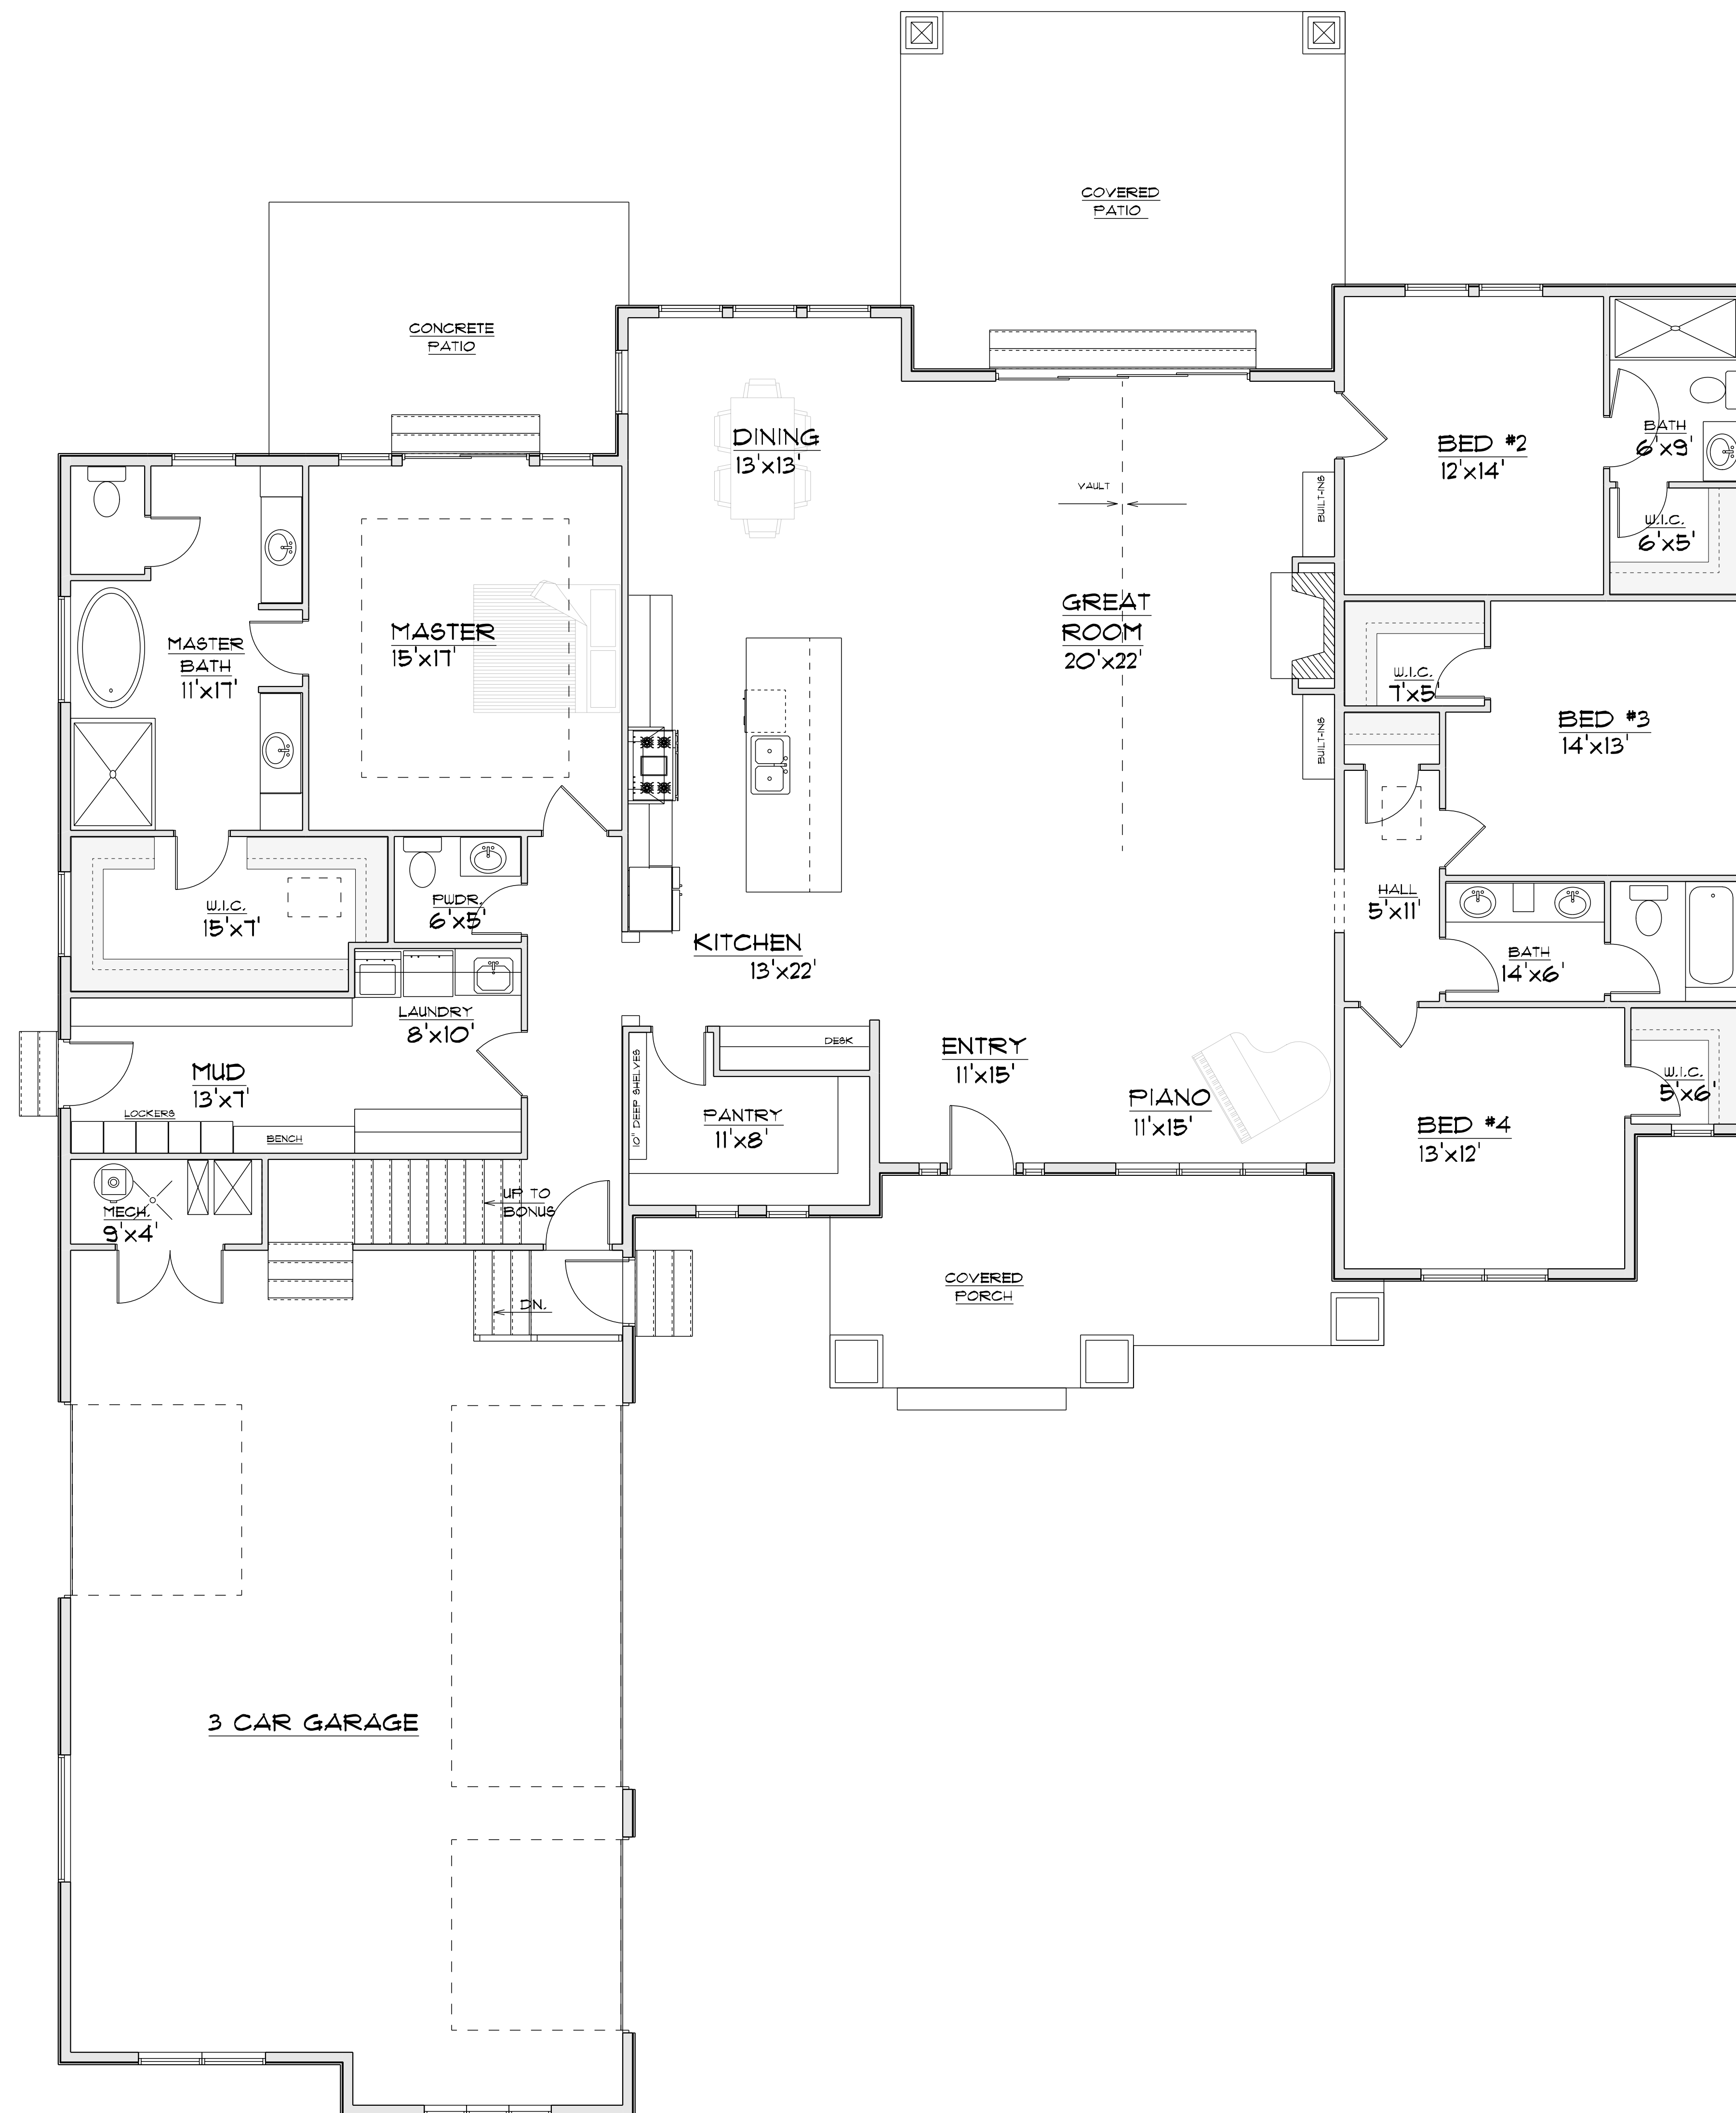 COVERED
PATIO
CONCRETE
PATIO
DINING
13'x13'
BED #2
12'x14'
BATH
6'x9'
VAULT
BUILT-INS
W.I.C.
6'x5'
GREAT
ROOM
20'x22'
MASTER
15'x17'
MASTER
BATH
11'x17'
W.I.C.
7'x5'
BED #3
14'x13'
BUILT-INS
W.I.C.
15'x7'
PWDR.
6'x5'
HALL
5'x11'
KITCHEN
13'x22'
BATH
14'x6'
LAUNDRY
8'x10'
DESK
ENTRY
11'x15'
MUD
13'x7'
10" DEEP SHELVES
PIANO
11'x15'
W.I.C.
5'x6'
LOCKERS
BENCH
PANTRY
11'x8'
BED #4
13'x12'
UP TO
BONUS
MECH.
9'x4'
COVERED
PORCH
DN.
3 CAR GARAGE